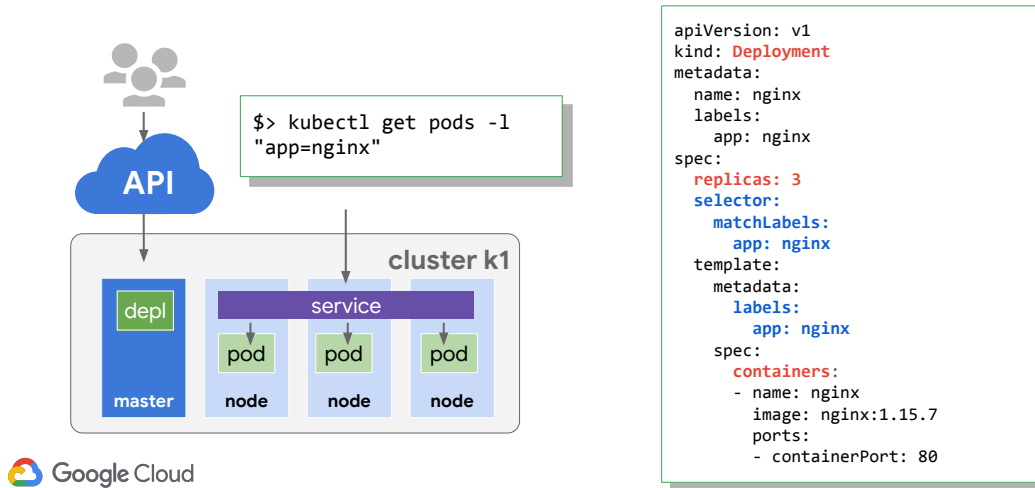 API
$> kubectl get pods -l
"app=nginx"
cluster k1
depl
master
service
pod
pod
pod
node
node
node
Google Cloud
apiVersion: v1
kind: Deployment
metadata:
  name: nginx
  labels:
    app: nginx
spec:
  replicas: 3
  selector:
    matchLabels:
      app: nginx
  template:
    metadata:
      labels:
        app: nginx
    spec:
      containers:
      - name: nginx
        image: nginx:1.15.7
        ports:
        - containerPort: 80